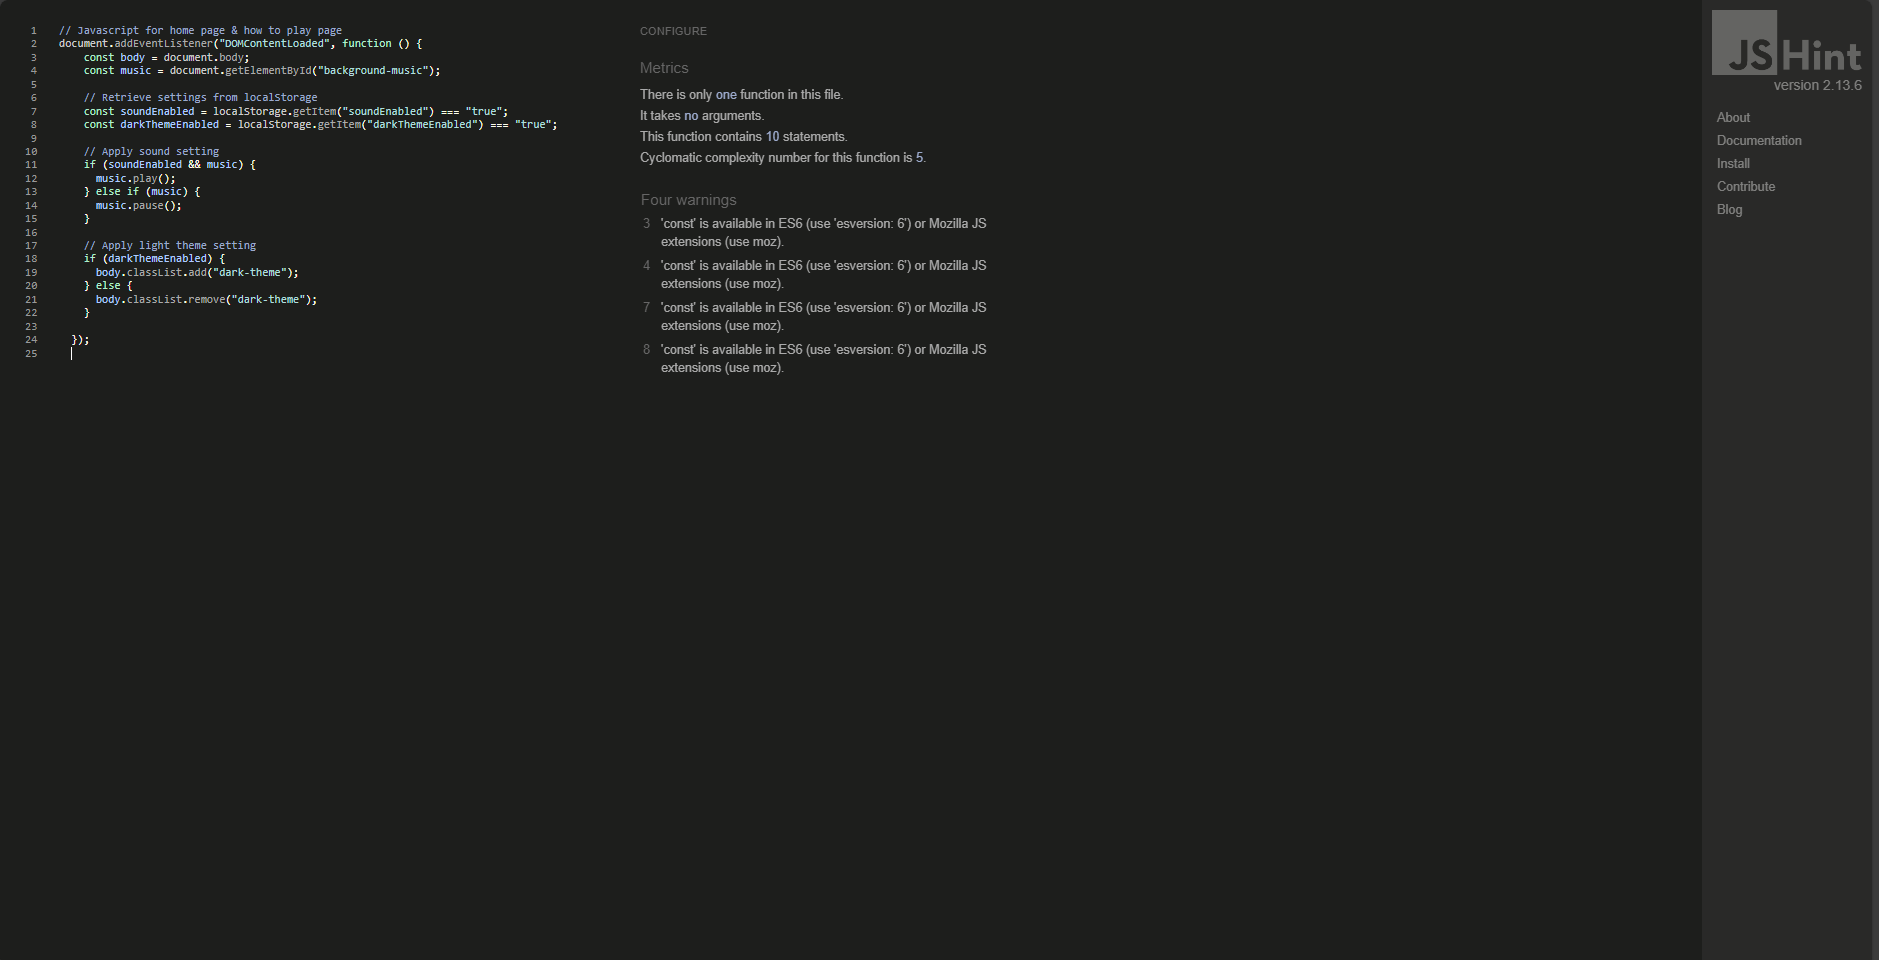 1 // Javascript for home page & how to play page
2 document.addEventListener("DOMContentLoaded", function () {
3     const body = document.body;
4     const music = document.getElementById("background-music");
5
6     // Retrieve settings from localStorage
7     const soundEnabled = localStorage.getItem("soundEnabled") === "true";
8     const darkThemeEnabled = localStorage.getItem("darkThemeEnabled") === "true";
9
10     // Apply sound setting
11     if (soundEnabled && music) {
12       music.play();
13     } else if (music) {
14       music.pause();
15     }
16
17     // Apply light theme setting
18     if (darkThemeEnabled) {
19       body.classList.add("dark-theme");
20     } else {
21       body.classList.remove("dark-theme");
22     }
23
24   });
25
CONFIGURE
Metrics
There is only one function in this file.
It takes no arguments.
This function contains 10 statements.
Cyclomatic complexity number for this function is 5.
Four warnings
3 'const' is available in ES6 (use 'esversion: 6') or Mozilla JS
extensions (use moz).
4 'const' is available in ES6 (use 'esversion: 6') or Mozilla JS
extensions (use moz).
7 'const' is available in ES6 (use 'esversion: 6') or Mozilla JS
extensions (use moz).
8 'const' is available in ES6 (use 'esversion: 6') or Mozilla JS
extensions (use moz).
JSHint
version 2.13.6
About
Documentation
Install
Contribute
Blog